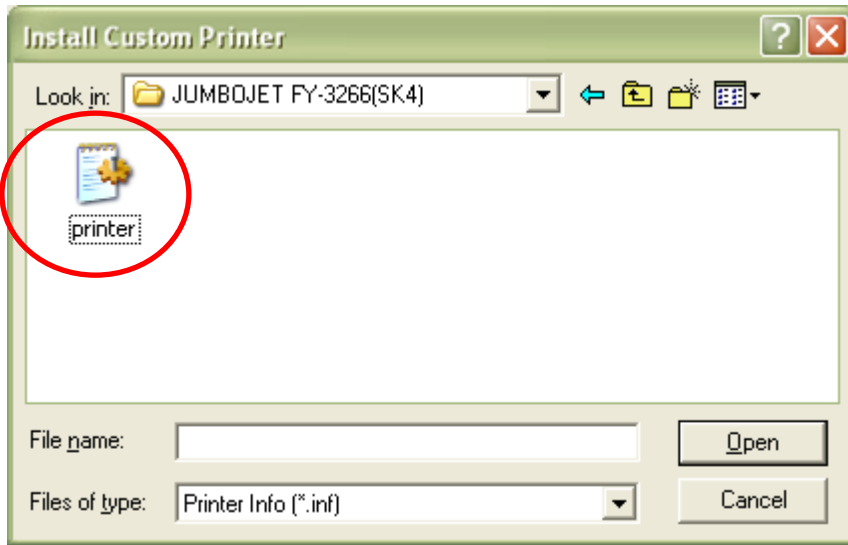 Install Custom Printer
Look in: JUMBOJET FY-3266(SK4)
printer
File name:
Open
Files of type: Printer Info (*.inf)
Cancel